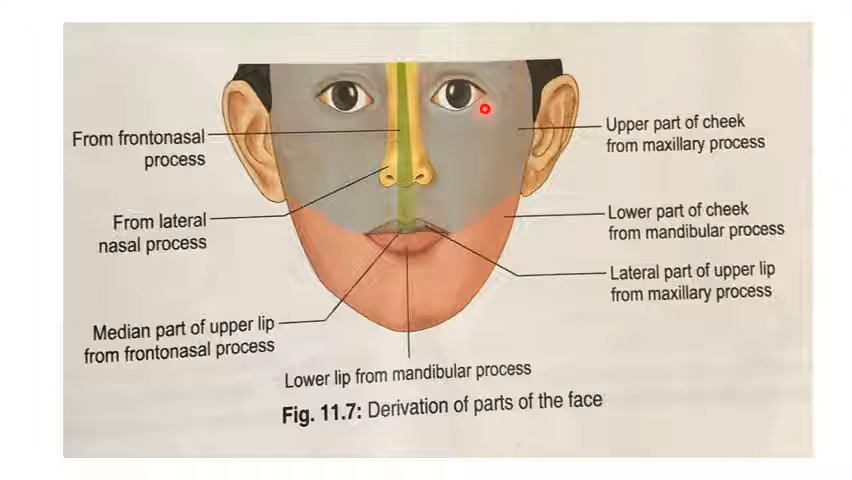 From frontonasal
process
From lateral
nasal process
Median part of upper lip
from frontonasal process
Upper part of cheek
from maxillary process
Lower part of cheek
from mandibular process
Lateral part of upper lip
from maxillary process
Lower lip from mandibular process
Fig. 11.7: Derivation of parts of the face